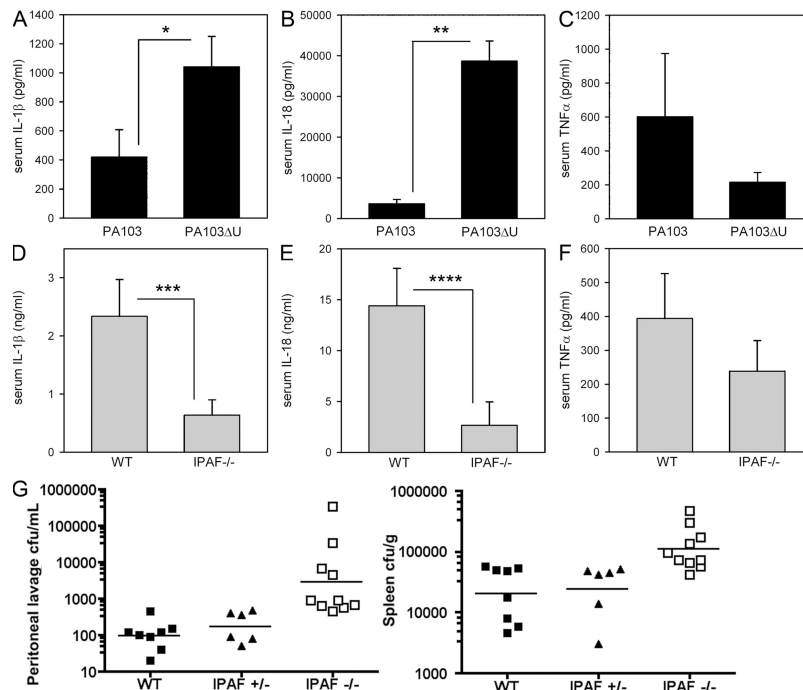 A
serum IL-1β (pg/ml)
1400
1200
1000
800
600
400
200
0
*
PA103
PA103ΔU
B
serum IL-18 (pg/ml)
50000
40000
30000
20000
10000
0
**
PA103
PA103ΔU
C
serum TNFα (pg/ml)
1200
1000
800
600
400
200
0
PA103
PA103ΔU
D
serum IL-1β (ng/ml)
3
2
1
0
***
WT
IPAF-/-
E
serum IL-18 (ng/ml)
20
15
10
5
0
****
WT
IPAF-/-
F
serum TNFα (pg/ml)
600
500
400
300
200
100
0
WT
IPAF-/-
G
Peritoneal lavage cfu/mL
1000000
100000
10000
1000
100
10
WT
IPAF +/-
IPAF -/-
Spleen cfu/g
1000000
100000
10000
1000
WT
IPAF +/-
IPAF -/-